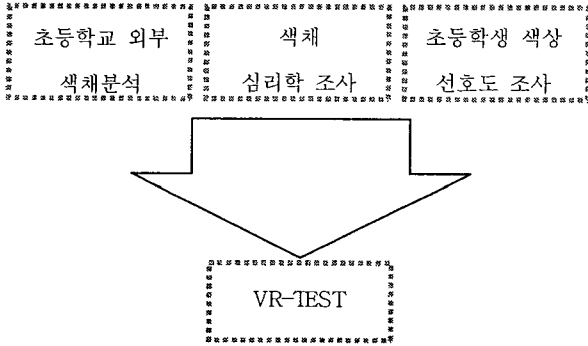 초등학교 외부
색채분석
색채
심리학 조사
초등학생 색상
선호도 조사
VR-TEST